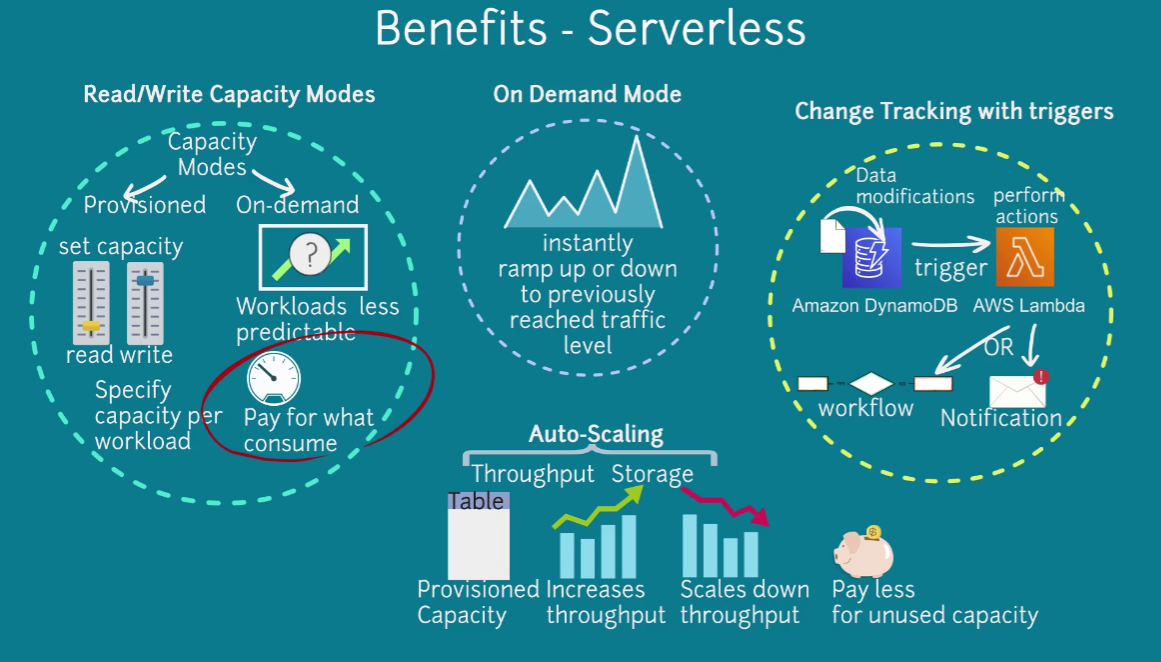 Benefits - Serverless
Read/Write Capacity Modes
Capacity
Modes
Provisioned
On-demand
set capacity
?
Workloads less
predictable
read write
Specify
capacity per
workload
Pay for what
consume
On Demand Mode
instantly
ramp up or down
to previously
reached traffic
level
Change Tracking with triggers
Data
modifications
perform
actions
trigger
Amazon DynamoDB
AWS Lambda
OR
!
workflow
Notification
Auto-Scaling
Throughput Storage
Table
Provisioned
Capacity
Increases
throughput
Scales down
throughput
Pay less
for unused capacity